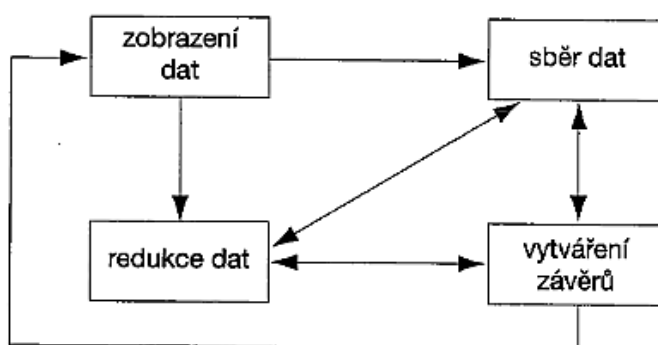 zobrazení
dat
sběr dat
redukce dat
vytváření
závěrů